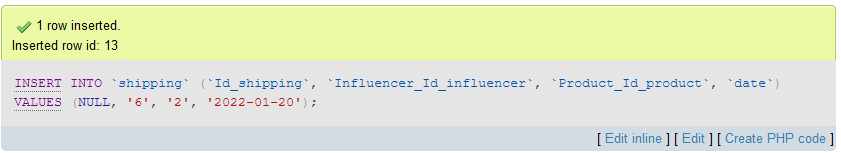 1 row inserted.
Inserted row id: 13
INSERT INTO `shipping` (`Id_shipping`, `Influencer_Id_influencer`, `Product_Id_product`, `date`)
VALUES (NULL, '6', '2', '2022-01-20');
[ Edit inline ] [ Edit ] [ Create PHP code ]